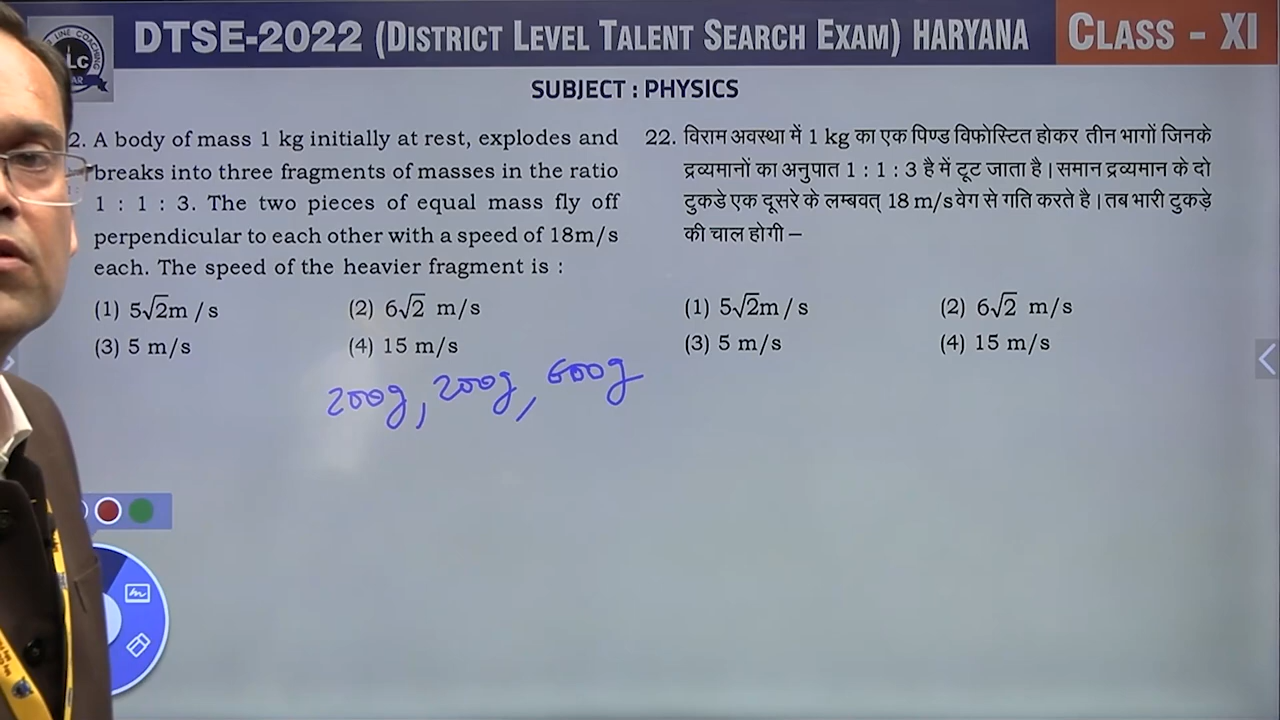 DTSE-2022 (DISTRICT LEVEL TALENT SEARCH EXAM) HARYANA
CLASS - XI
LINE COACHING
LC
SUBJECT : PHYSICS
2. A body of mass 1 kg initially at rest, explodes and
breaks into three fragments of masses in the ratio
1 : 1 : 3. The two pieces of equal mass fly off
perpendicular to each other with a speed of 18m/s
each. The speed of the heavier fragment is :
(1) 5√2m/s (2) 6√2 m/s
(3) 5 m/s (4) 15 m/s
22. विराम अवस्था में 1 kg का एक पिण्ड विफोस्टित होकर तीन भागों जिनके
द्रव्यमानों का अनुपात 1 : 1 : 3 है में टूट जाता है। समान द्रव्यमान के दो
टुकडे एक दूसरे के लम्बवत् 18 m/s वेग से गति करते है। तब भारी टुकड़े
की चाल होगी –
(1) 5√2m/s (2) 6√2 m/s
(3) 5 m/s (4) 15 m/s
200g, 200g, 600g